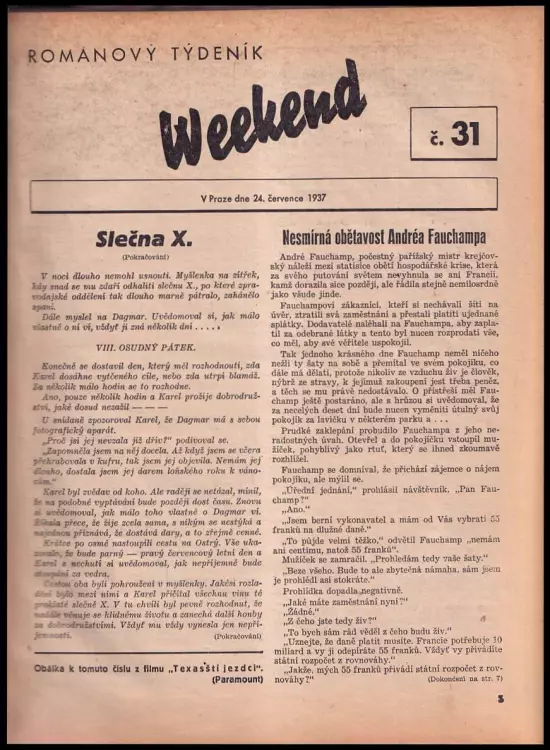 ROMÁNOVÝ TÝDENÍK
Weekend
č. 31
V Praze dne 24. července 1937
Slečna X.
(Pokračování)
V noci dlouho nemohl usnouti. Myšlenka na zítřek,
kdy snad se mu zdaří odhaliti slečnu X., po které zpra-
vodajské oddělení tak dlouho marně pátralo, zahánělo
spaní.
Dále myslel na Dagmar. Uvědomoval si, jak málo
vlastně o ní ví, vždyť ji zná několik dní . . . .
VIII. OSUDNÝ PÁTEK.
Konečně se dostavil den, který měl rozhodnouti, zda
Karel dosáhne vytčeného cíle, nebo zda utrpí blamáž.
Za několik málo hodin se to rozhodne.
Ano, pouze několik hodin a Karel prožije dobrodruž-
ství, jaké dosud nezažil — — —
U snídaně zpozoroval Karel, že Dagmar má s sebou
fotografický aparát.
„Proč jsi jej nevzala již dřív?" podivoval se.
„Zapomněla jsem na něj docela. Až když jsem se včera
přehrabovala v kufru, tak jsem jej objevila. Nemám jej
dlouho, dostala jsem jej darem loňského roku k váno-
cům."
Karel byl zvědav od koho. Ale raději se netázal, mínil,
že na podobné vyptávání bude později dost času. Znovu
si uvědomoval, jak málo toho vlastně o Dagmar ví.
přece, že žije zcela sama, s nikým se nestýká a
najednou přiznává, že dostává dary, a to zřejmě cenné.
Krátce po osmé nastoupili cestu na Ostrý. Vše uka-
zovalo, že bude parný — pravý červencový letní den a
Karel s nechutí si uvědomoval, jak nepříjemně bude
za vedra.
oba byli pohrouženi v myšlenky. Jakési rozla-
bylo mezi nimi a Karel přičítal všechnu vinu té
slečně X. V tu chvíli byl pevně rozhodnut, že
věnuje se klidnému životu a zanechá další honby
za dobrodružstvími. Vždyť mu vždy vynesla jen nepří-
jemnosti.
(Pokračování)
Obálka k tomuto číslu z filmu „Texasští jezdci".
(Paramount)
Nesmírná obětavost Andréa Fauchampa
André Fauchamp, počestný pařížský mistr krejčov-
ský náleží mezi statisíce obětí hospodářské krise, která
za svého putování světem nevyhnula se ani Francii,
kamž dorazila sice později, ale řádila stejně nemilosrdně
jako všude jinde.
Fauchampovi zákazníci, kteří si nechávali šíti na
úvěr, ztratili svá zaměstnání a přestali platiti ujednané
splátky. Dodavatelé naléhali na Fauchampa, aby zapla-
til za odebrané látky a tento byl nucen rozprodati vše,
co měl, aby své věřitele uspokojil.
Tak jednoho krásného dne Fauchamp neměl ničeho
nežli ty šaty na sobě a přemítal ve svém pokojíku, co
dále má dělati, protože nikoliv ze vzduchu živ je člověk,
nýbrž ze stravy, k jejímuž zakoupení jest třeba peněz,
a těch se mu právě nedostávalo. O přístřeší měl Fau-
champ ještě postaráno, ale s hrůzou si uvědomoval, že
za necelých deset dní bude nucen vyměniti útulný svůj
pokojík za lavičku v některém parku a . . .
Prudké zaklepání probudilo Fauchampa z jeho ne-
radostných úvah. Otevřel a do pokojíčku vstoupil mu-
žíček, pohyblivý jako rtuť, který se ihned zkoumavě
rozhlížel.
Fauchamp se domníval, že přichází zájemce o nájem
pokojíku, ale mýlil se.
„Úřední jednání," prohlásil návštěvník. „Pan Fau-
champ?"
„Ano."
„Jsem berní vykonavatel a mám od Vás vybrati 55
franků na dlužné daně."
„To půjde velmi těžko," odvětil Fauchamp „nemám
ani centimu, natož 55 franků".
Mužíček se zamračil. „Prohlédám tedy vaše šaty."
„Beze všeho. Bude to ale zbytečná námaha, sám jsem
je prohlédl asi stokráte."
Prohlídka dopadla negativně.
„Jaké máte zaměstnání nyní?"
„Žádné."
„Z čeho jste tedy živ?"
„To bych sám rád věděl z čeho budu živ."
„Uznejte, že daně platit musíte. Francie potřebuje 10
miliard a vy jí odepíráte 55 franků. Vždyť vy přivádíte
státní rozpočet z rovnováhy."
„Jakže, mých 55 franků přivádí státní rozpočet z rov-
nováhy?"
(Dokončení na str. 7)
3